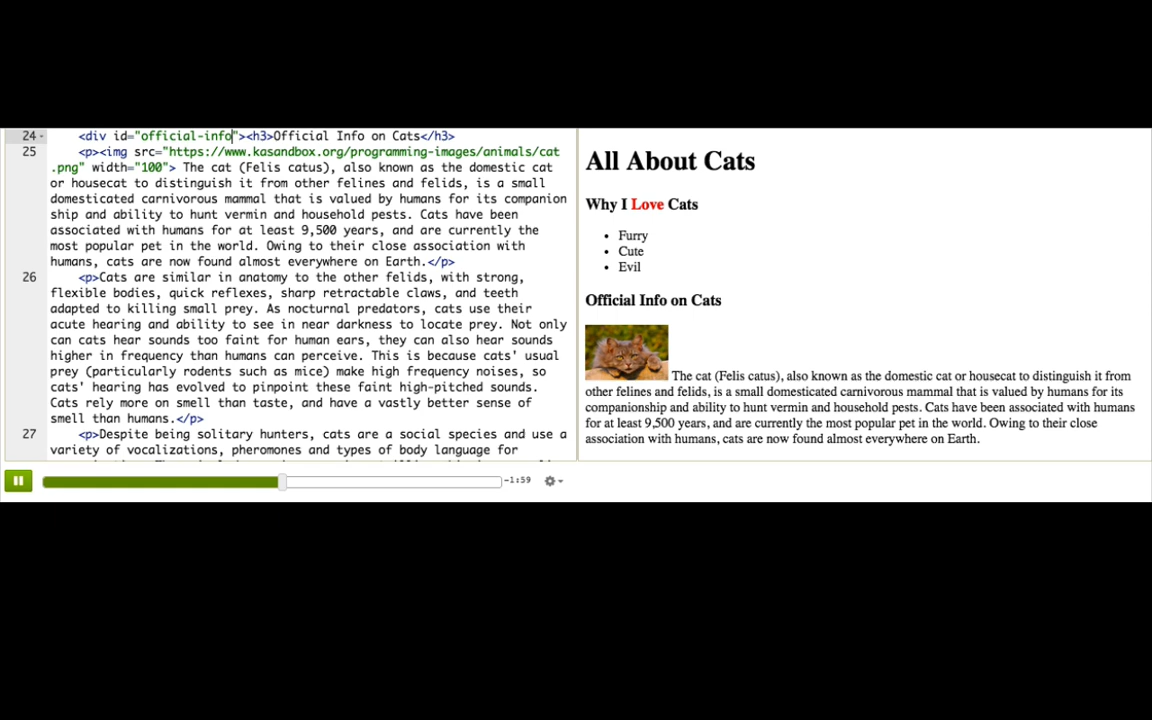 24 <div id="official-info"><h3>Official Info on Cats</h3>
25 <p><img src="https://www.kasandbox.org/programming-images/animals/cat
.png" width="100"> The cat (Felis catus), also known as the domestic cat
or housecat to distinguish it from other felines and felids, is a small
domesticated carnivorous mammal that is valued by humans for its companion
ship and ability to hunt vermin and household pests. Cats have been
associated with humans for at least 9,500 years, and are currently the
most popular pet in the world. Owing to their close association with
humans, cats are now found almost everywhere on Earth.</p>
26 <p>Cats are similar in anatomy to the other felids, with strong,
flexible bodies, quick reflexes, sharp retractable claws, and teeth
adapted to killing small prey. As nocturnal predators, cats use their
acute hearing and ability to see in near darkness to locate prey. Not only
can cats hear sounds too faint for human ears, they can also hear sounds
higher in frequency than humans can perceive. This is because cats' usual
prey (particularly rodents such as mice) make high frequency noises, so
cats' hearing has evolved to pinpoint these faint high-pitched sounds.
Cats rely more on smell than taste, and have a vastly better sense of
smell than humans.</p>
27 <p>Despite being solitary hunters, cats are a social species and use a
variety of vocalizations, pheromones and types of body language for
All About Cats
Why I Love Cats
• Furry
• Cute
• Evil
Official Info on Cats
The cat (Felis catus), also known as the domestic cat or housecat to distinguish it from
other felines and felids, is a small domesticated carnivorous mammal that is valued by humans for its
companionship and ability to hunt vermin and household pests. Cats have been associated with humans
for at least 9,500 years, and are currently the most popular pet in the world. Owing to their close
association with humans, cats are now found almost everywhere on Earth.
-1:59